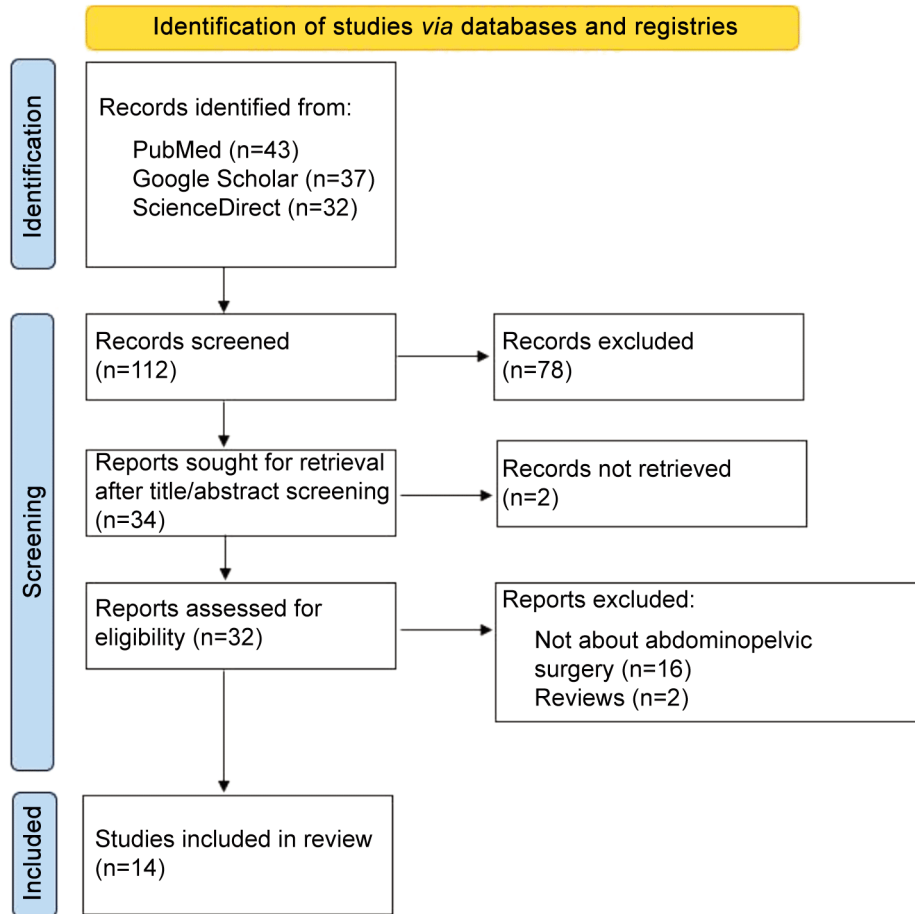 Identification of studies via databases and registries
Identification
Records identified from:
PubMed (n=43)
Google Scholar (n=37)
ScienceDirect (n=32)
Screening
Records screened
(n=112)
Records excluded
(n=78)
Reports sought for retrieval
after title/abstract screening
(n=34)
Records not retrieved
(n=2)
Reports assessed for
eligibility (n=32)
Reports excluded:
Not about abdominopelvic
surgery (n=16)
Reviews (n=2)
Included
Studies included in review
(n=14)